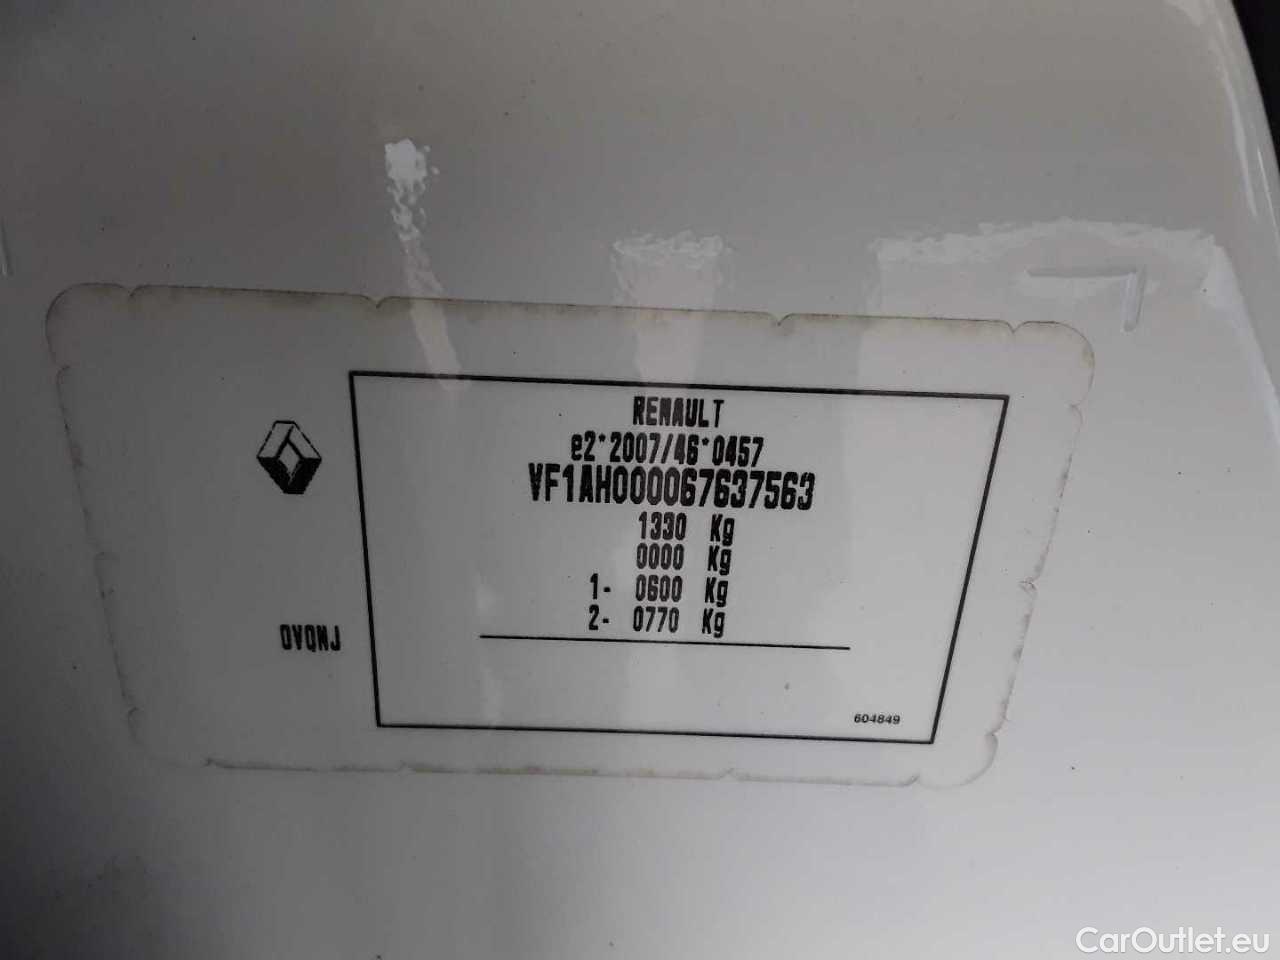 RENAULT
e2*2007/46*0457
VF1AH000067637563
1330 Kg
0000 Kg
1- 0600 Kg
2- 0770 Kg
OVQNJ
604849
CarOutlet.eu